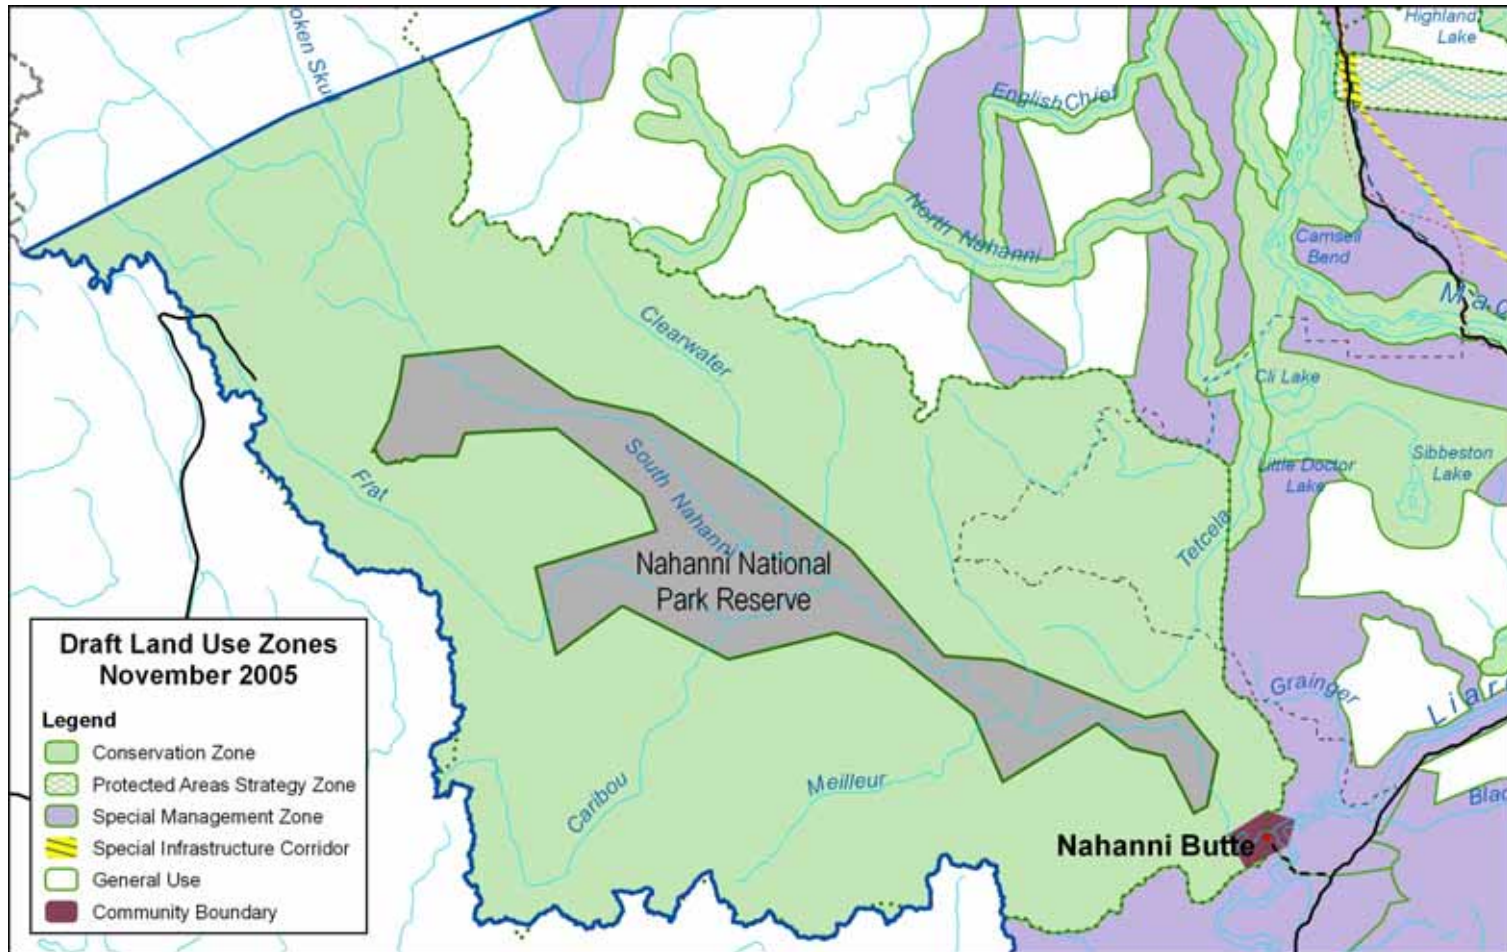 Highland
Lake
English Chief
North Nahanni
Camsell
Bend
Clearwater
Cli Lake
Flat
South Nahanni
Little Doctor
Lake
Sibbeston
Lake
Tetcela
Nahanni National
Park Reserve
Grainger
Caribou
Meilleur
Nahanni Butte
Draft Land Use Zones
November 2005
Legend
Conservation Zone
Protected Areas Strategy Zone
Special Management Zone
Special Infrastructure Corridor
General Use
Community Boundary